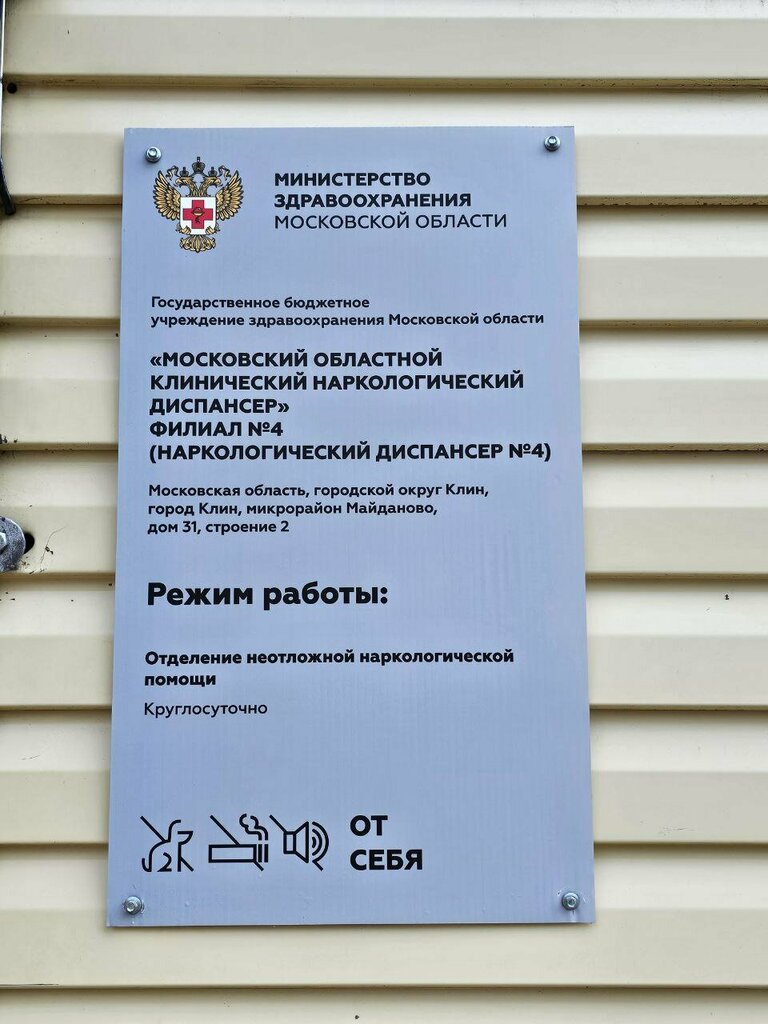 МИНИСТЕРСТВО
ЗДРАВООХРАНЕНИЯ
МОСКОВСКОЙ ОБЛАСТИ
Государственное бюджетное
учреждение здравоохранения Московской области
«МОСКОВСКИЙ ОБЛАСТНОЙ
КЛИНИЧЕСКИЙ НАРКОЛОГИЧЕСКИЙ
ДИСПАНСЕР»
ФИЛИАЛ №4
(НАРКОЛОГИЧЕСКИЙ ДИСПАНСЕР №4)
Московская область, городской округ Клин,
город Клин, микрорайон Майданово,
дом 31, строение 2
Режим работы:
Отделение неотложной наркологической
помощи
Круглосуточно
ОТ
СЕБЯ